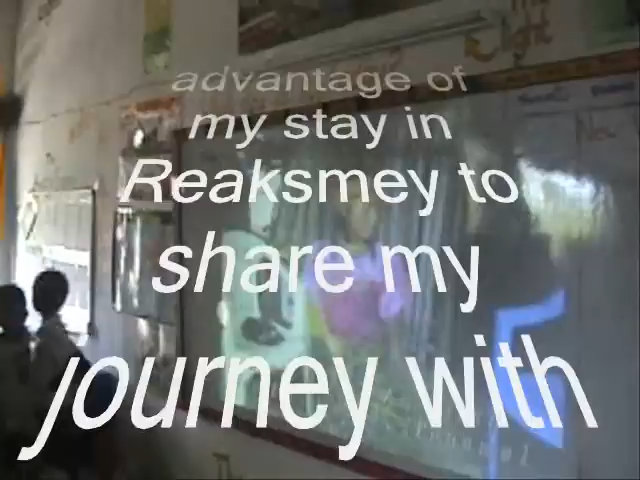 advantage of
my stay in
Reaksmey to
share my
journey with